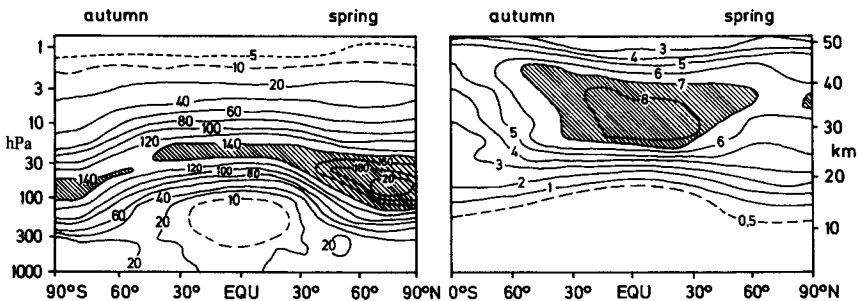 autumn spring autumn spring
1 5 3 50
10 4
3 20 6 5
40 7 40
60 8
10 80
hPa 120 100 5 30
140 6 km
30 4
140 120 100 80 160 180 3
100 40 20 2 1 20
60 10
300 20 0,5 10
20
1000 20
90°S 60° 30° EQU 30° 60° 90°N 0°S 60° 30° EQU 30° 60° 90°N